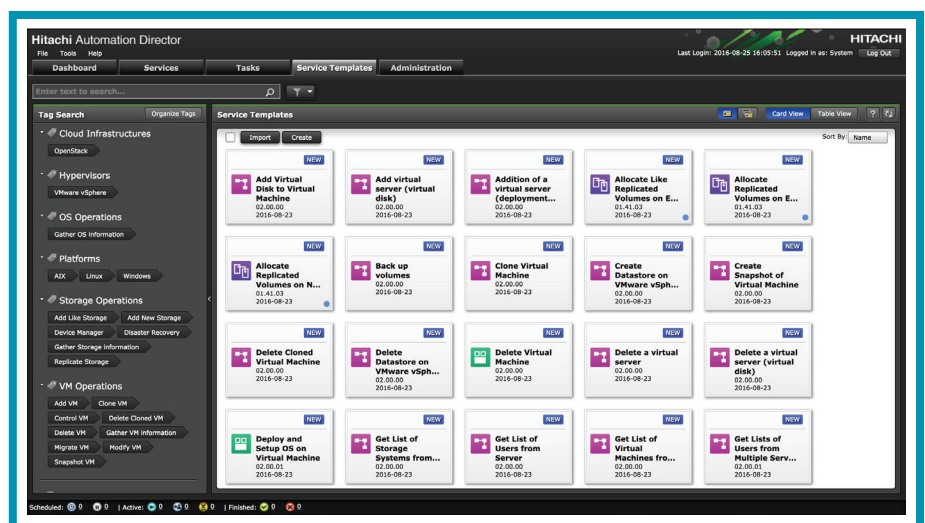 Hitachi Automation Director
HITACHI
File Tools Help
Last Login: 2016-08-25 16:05:51 Logged in as: System Log Out
Dashboard Services Tasks Service Templates Administration
Enter text to search...
Tag Search Organize Tags
Cloud Infrastructures
OpenStack
Hypervisors
VMware vSphere
OS Operations
Gather OS information
Platforms
AIX Linux Windows
Storage Operations
Add Like Storage Add New Storage
Device Manager Disaster Recovery
Gather Storage Information
Replicate Storage
VM Operations
Add VM Clone VM
Control VM Delete Cloned VM
Delete VM Gather VM information
Migrate VM Modify VM
Snapshot VM
Service Templates
Card View Table View ?
Import Create
Sort By: Name
NEW
Add Virtual
Disk to Virtual
Machine
02.00.00
2016-08-23
NEW
Add virtual
server (virtual
disk)
02.00.00
2016-08-23
NEW
Addition of a
virtual server
(deployment...
02.00.00
2016-08-23
NEW
Allocate Like
Replicated
Volumes on E...
01.41.03
2016-08-23
NEW
Allocate
Replicated
Volumes on E...
01.41.03
2016-08-23
NEW
Allocate
Replicated
Volumes on N...
01.41.03
2016-08-23
NEW
Back up
volumes
02.00.00
2016-08-23
NEW
Clone Virtual
Machine
02.00.00
2016-08-23
NEW
Create
Datastore on
VMware vSph...
02.00.00
2016-08-23
NEW
Create
Snapshot of
Virtual Machine
02.00.00
2016-08-23
NEW
Delete Cloned
Virtual Machine
02.00.00
2016-08-23
NEW
Delete
Datastore on
VMware vSph...
02.00.00
2016-08-23
NEW
Delete Virtual
Machine
02.00.00
2016-08-23
NEW
Delete a virtual
server
02.00.00
2016-08-23
NEW
Delete a virtual
server (virtual
disk)
02.00.00
2016-08-23
NEW
Deploy and
Setup OS on
Virtual Machine
02.00.01
2016-08-23
NEW
Get List of
Storage
Systems from...
02.00.00
2016-08-23
NEW
Get List of
Users from
Server
02.00.00
2016-08-23
NEW
Get List of
Virtual
Machines fro...
02.00.00
2016-08-23
NEW
Get Lists of
Users from
Multiple Serv...
02.00.01
2016-08-23
Scheduled: 0 0 | Active: 0 0 0 | Finished: 0 0